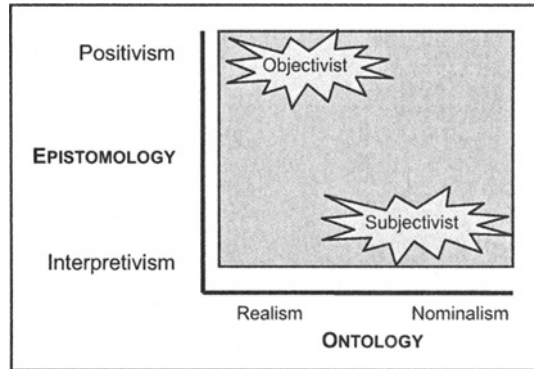 Positivism
Objectivist
EPISTOMOLOGY
Subjectivist
Interpretivism
Realism Nominalism
ONTOLOGY